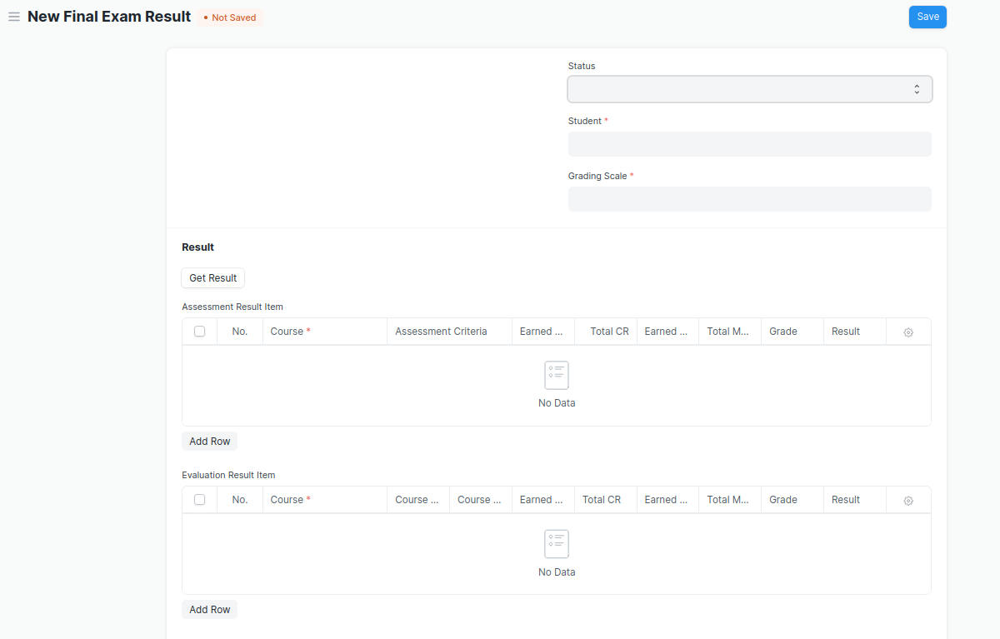 New Final Exam Result Not Saved Save
Status
Student *
Grading Scale *
Result
Get Result
Assessment Result Item
No. Course * Assessment Criteria Earned ... Total CR Earned ... Total M... Grade Result
No Data
Add Row
Evaluation Result Item
No. Course * Course ... Course ... Earned ... Total CR Earned ... Total M... Grade Result
No Data
Add Row